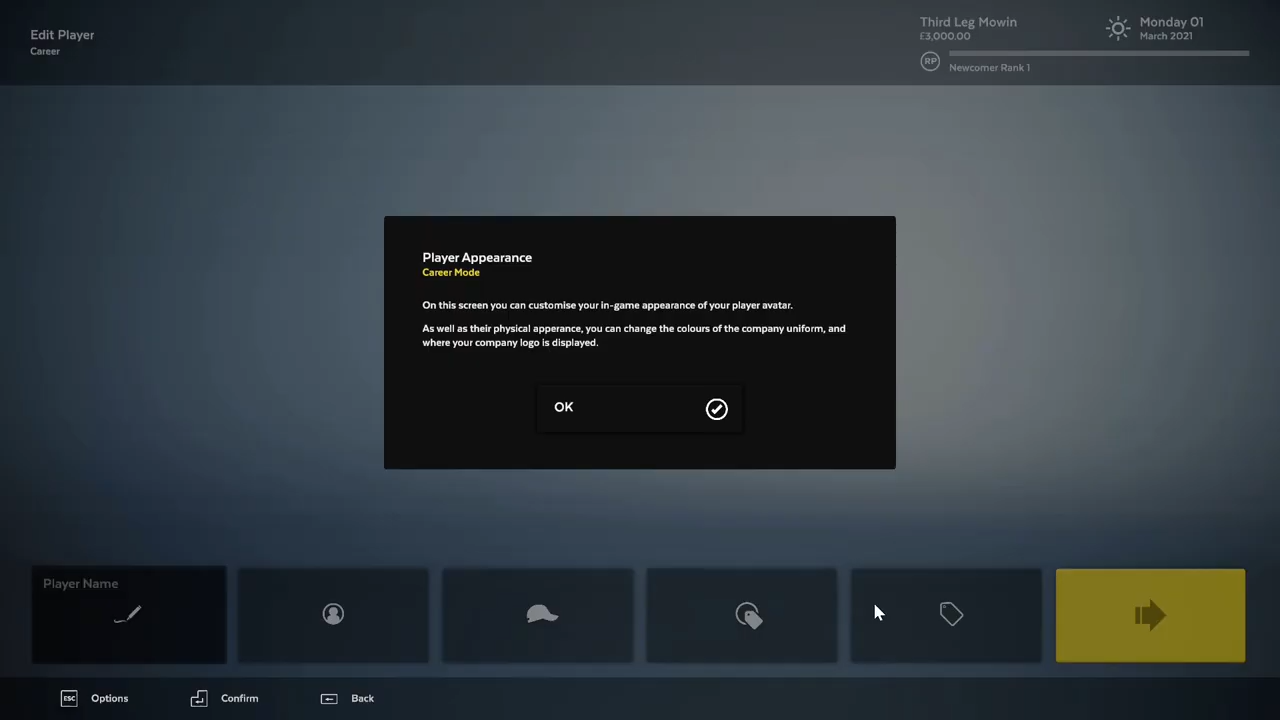 Edit Player
Career
Third Leg Mowin
£3,000.00
Monday 01
March 2021
RP
Newcomer Rank 1
Player Appearance
Career Mode
On this screen you can customise your in-game appearance of your player avatar.
As well as their physical apperance, you can change the colours of the company uniform, and
where your company logo is displayed.
OK
Player Name
ESC Options
Confirm
Back